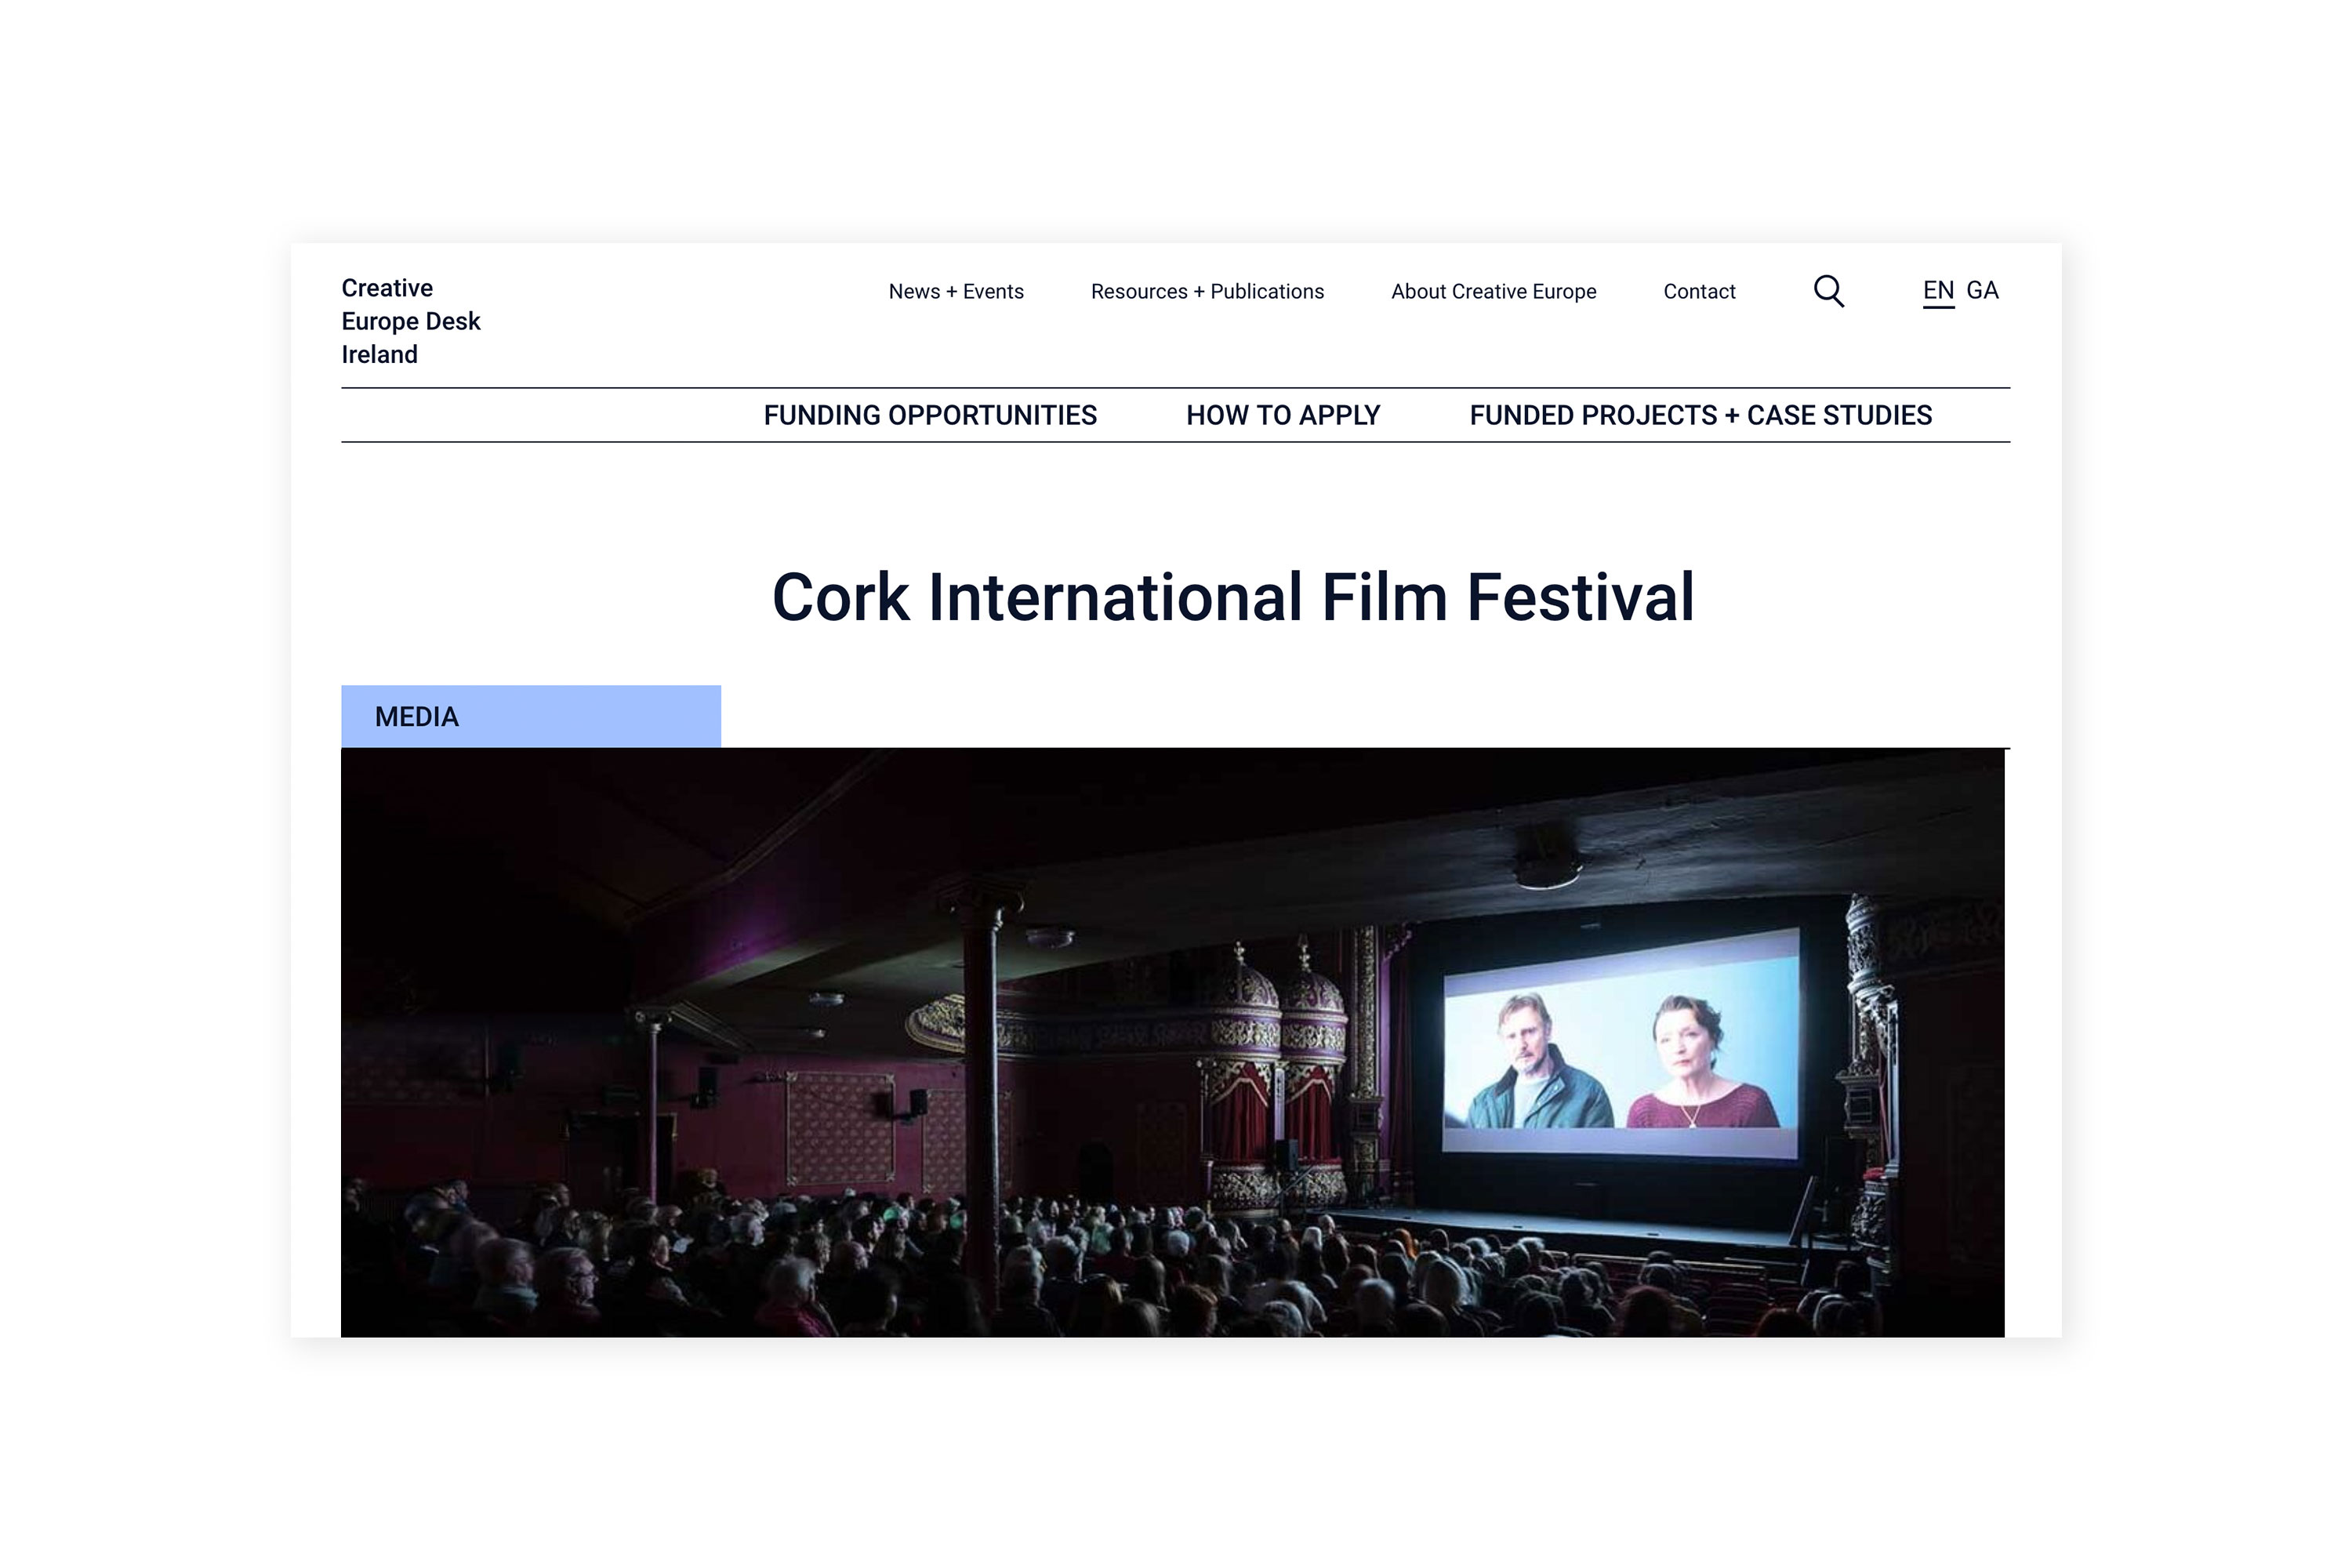 Creative
Europe Desk
Ireland
News + Events
Resources + Publications
About Creative Europe
Contact
EN GA
FUNDING OPPORTUNITIES
HOW TO APPLY
FUNDED PROJECTS + CASE STUDIES
Cork International Film Festival
MEDIA